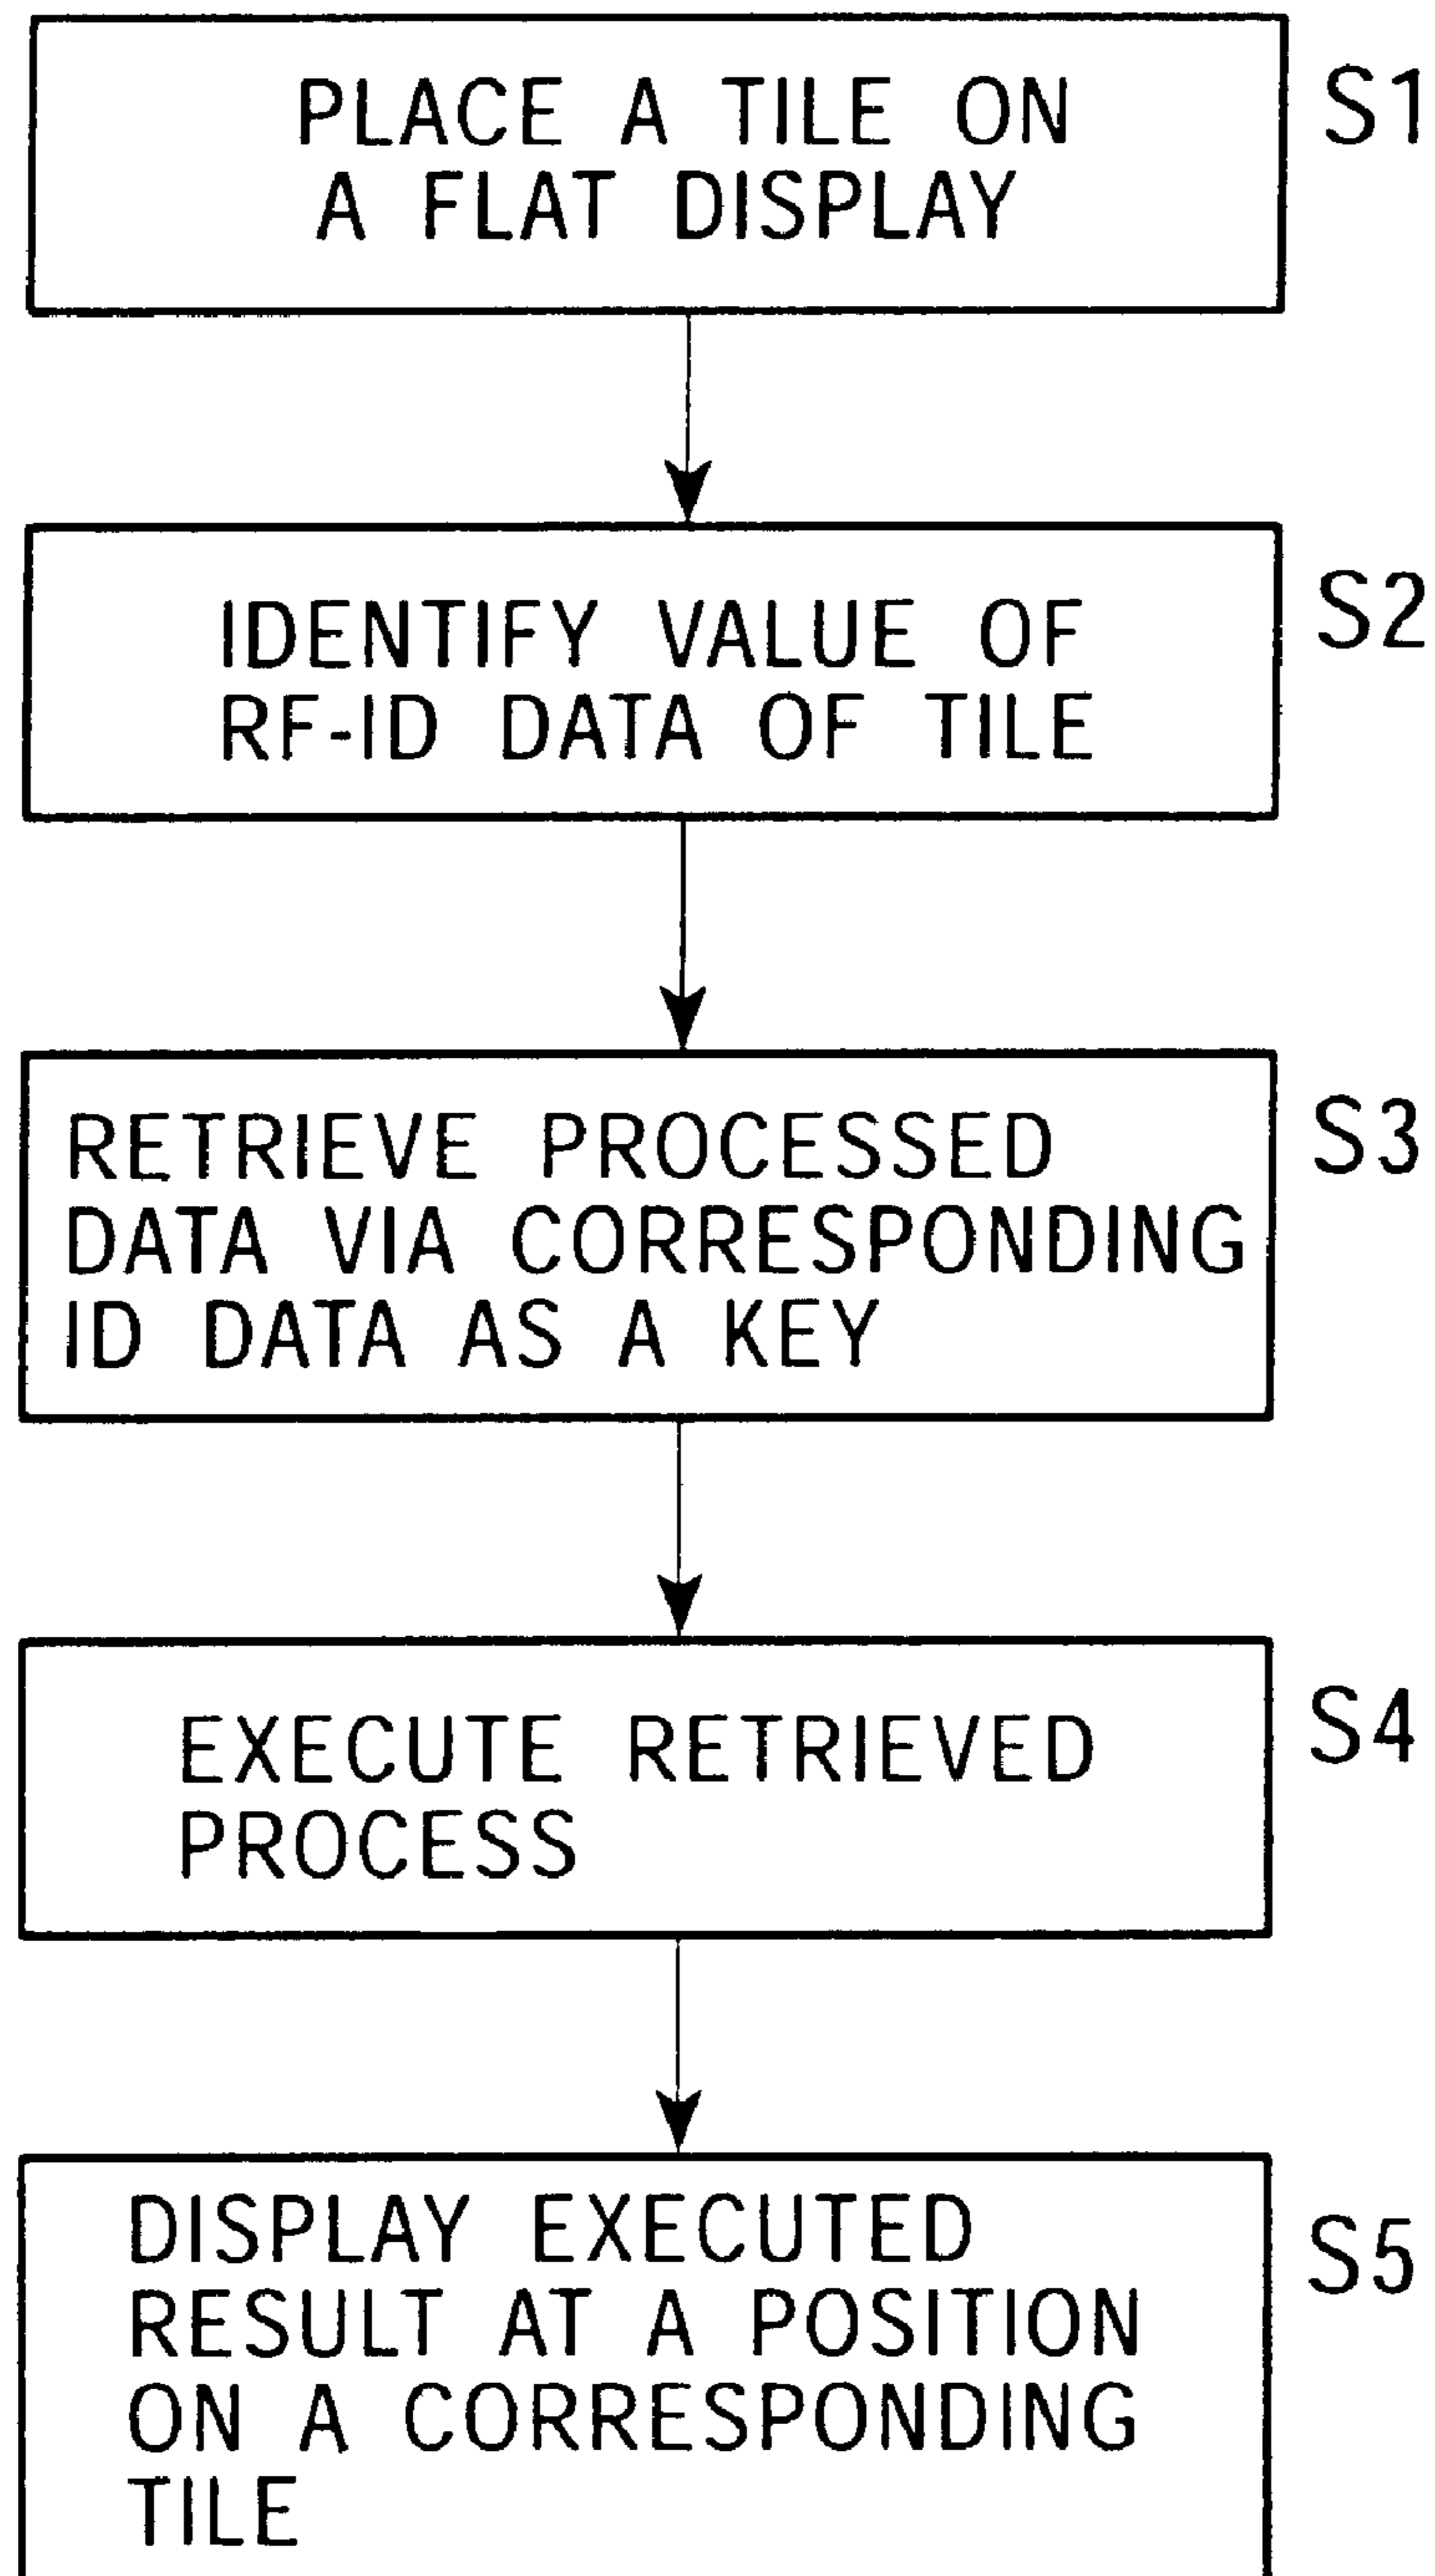 PLACE A TILE ON
A FLAT DISPLAY
S1
IDENTIFY VALUE OF
RF-ID DATA OF TILE
S2
RETRIEVE PROCESSED
DATA VIA CORRESPONDING
ID DATA AS A KEY
S3
EXECUTE RETRIEVED
PROCESS
S4
DISPLAY EXECUTED
RESULT AT A POSITION
ON A CORRESPONDING
TILE
S5